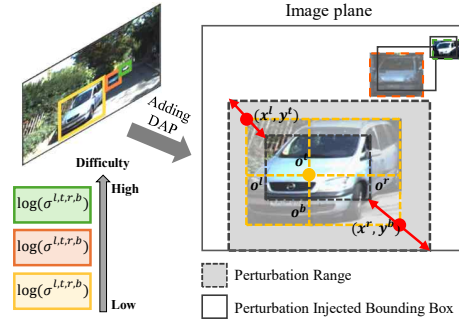 Image plane
Adding
DAP
Difficulty
High
Low
log(σ^{l,t,r,b})
log(σ^{l,t,r,b})
log(σ^{l,t,r,b})
(x^l, y^t)
o^t
o^l
o^r
o^b
(x^r, y^b)
Perturbation Range
Perturbation Injected Bounding Box